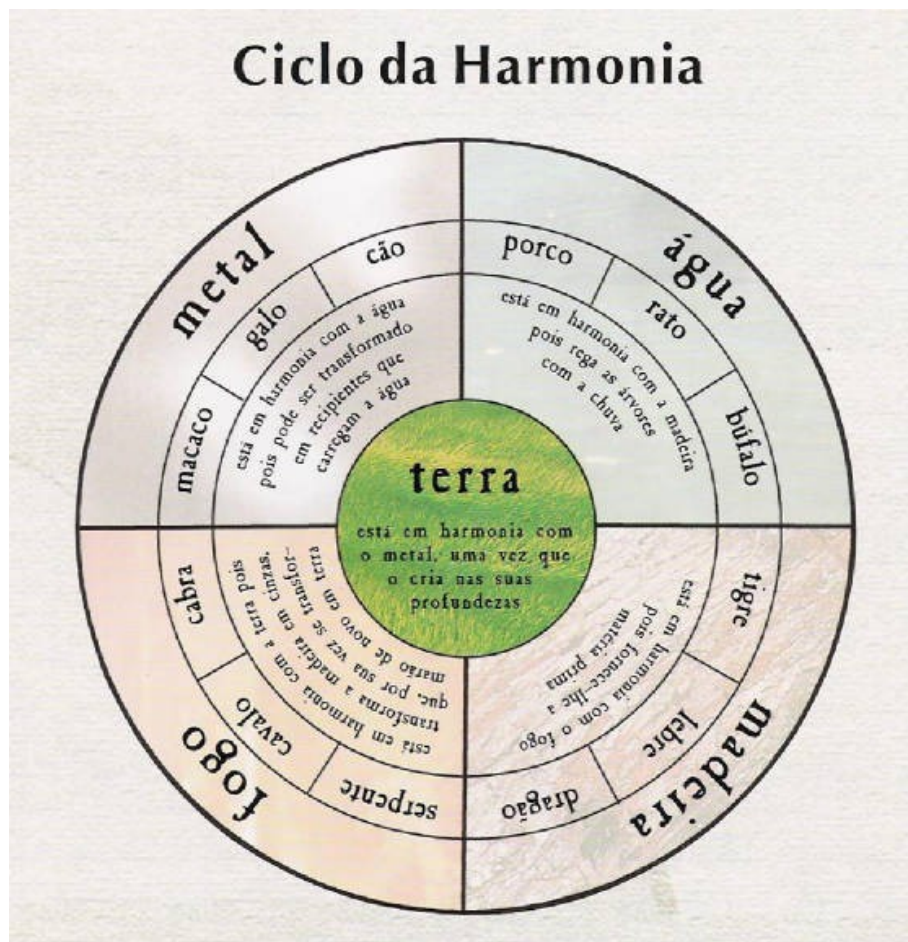 Ciclo da Harmonia
metal
cão
galo
macaco
está em harmonia com a água
pois pode ser transformado
em recipientes que
carregam a água
água
porco
rato
búfalo
está em harmonia com a madeira
pois rega as árvores
com a chuva
terra
está em harmonia com
o metal, uma vez que
o cria nas suas
profundezas
madeira
tigre
lebre
dragão
está em harmonia com o fogo
pois fornece-lhe a
matéria prima
fogo
serpente
cavalo
cabra
está em harmonia com a terra pois
transforma a madeira em cinzas,
que, por sua vez se transfor-
marão de novo em terra